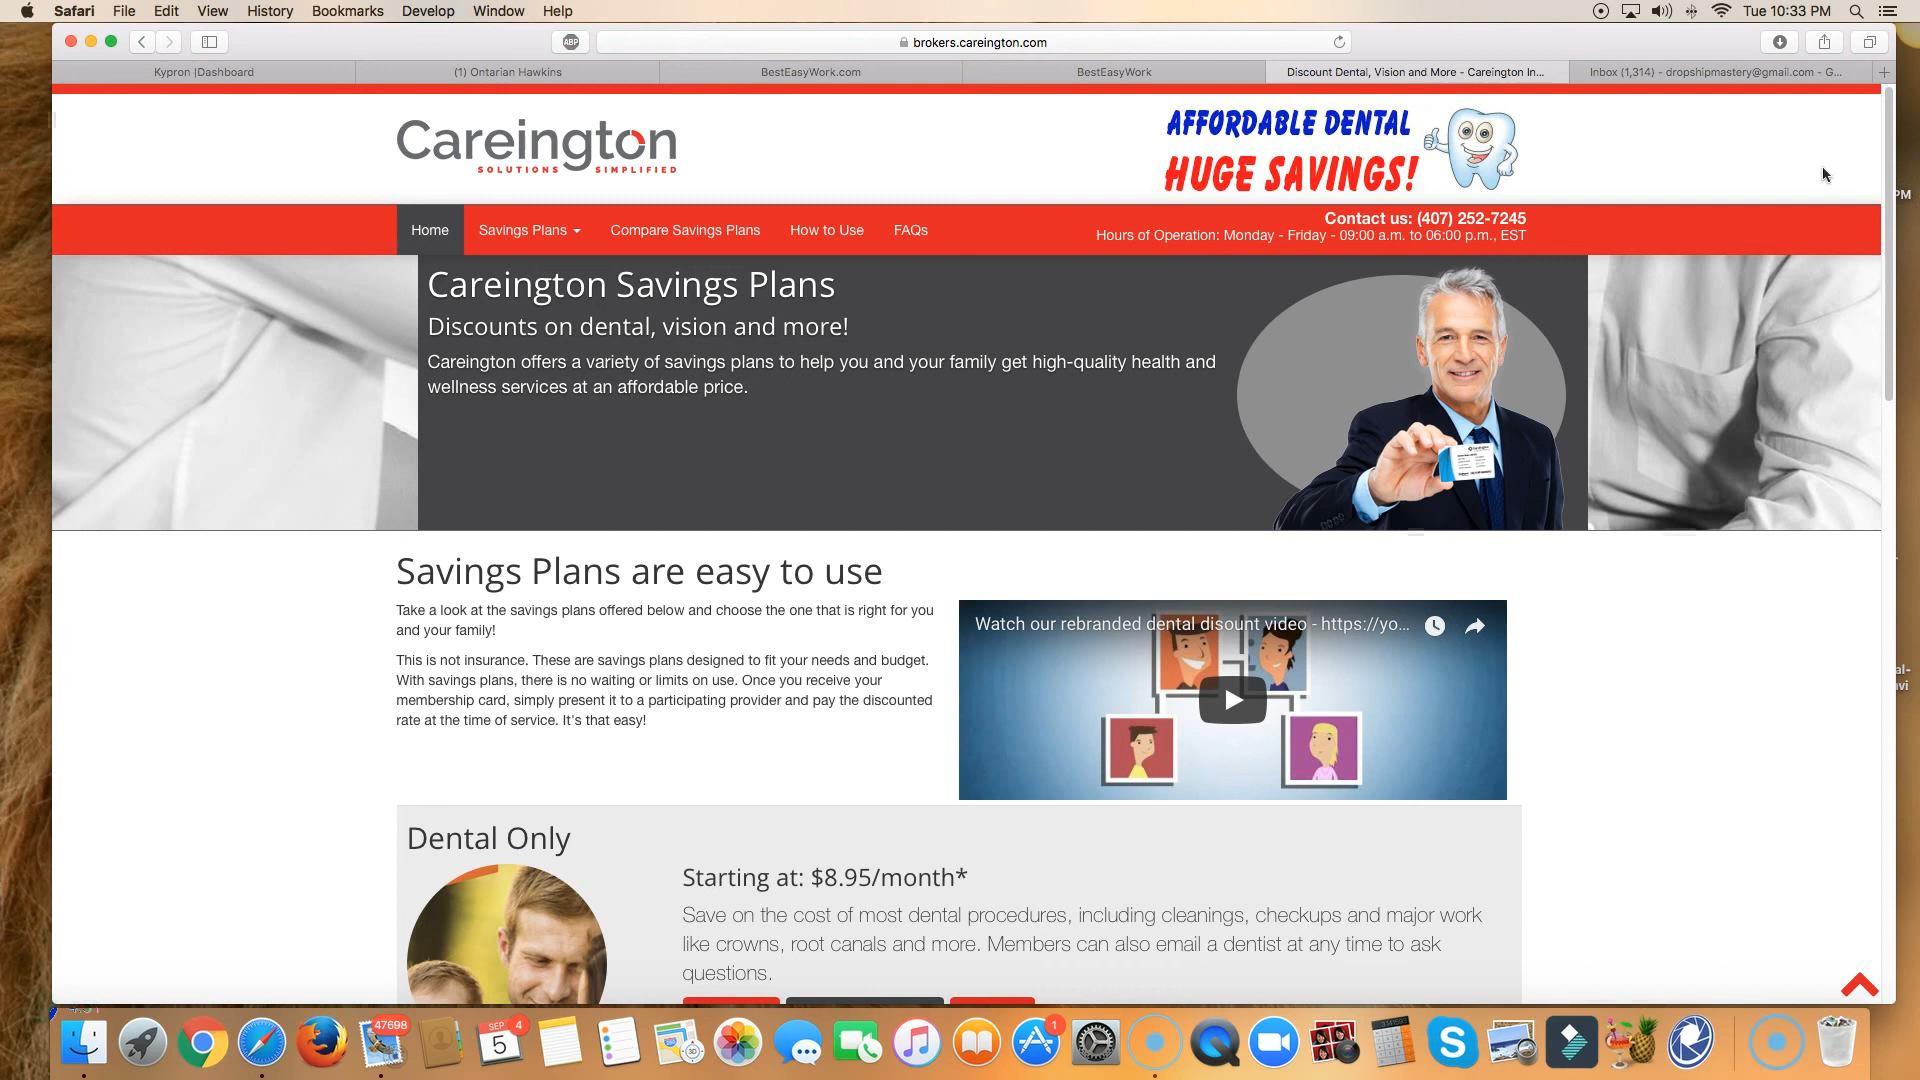 Safari File Edit View History Bookmarks Develop Window Help
Tue 10:33 PM
ABP
brokers.careington.com
Kypron |Dashboard
(1) Ontarian Hawkins
BestEasyWork.com
BestEasyWork
Discount Dental, Vision and More - Careington In...
Inbox (1,314) - dropshipmastery@gmail.com - G...
Careington
SOLUTIONS SIMPLIFIED
AFFORDABLE DENTAL
HUGE SAVINGS!
PM
Home
Savings Plans
Compare Savings Plans
How to Use
FAQs
Contact us: (407) 252-7245
Hours of Operation: Monday - Friday - 09:00 a.m. to 06:00 p.m., EST
Careington Savings Plans
Discounts on dental, vision and more!
Careington offers a variety of savings plans to help you and your family get high-quality health and
wellness services at an affordable price.
Savings Plans are easy to use
Take a look at the savings plans offered below and choose the one that is right for you
and your family!
This is not insurance. These are savings plans designed to fit your needs and budget.
With savings plans, there is no waiting or limits on use. Once you receive your
membership card, simply present it to a participating provider and pay the discounted
rate at the time of service. It's that easy!
Watch our rebranded dental disount video - https://yo...
Dental Only
Starting at: $8.95/month*
Save on the cost of most dental procedures, including cleanings, checkups and major work
like crowns, root canals and more. Members can also email a dentist at any time to ask
questions.
47698
SEP 4
5
3D
1